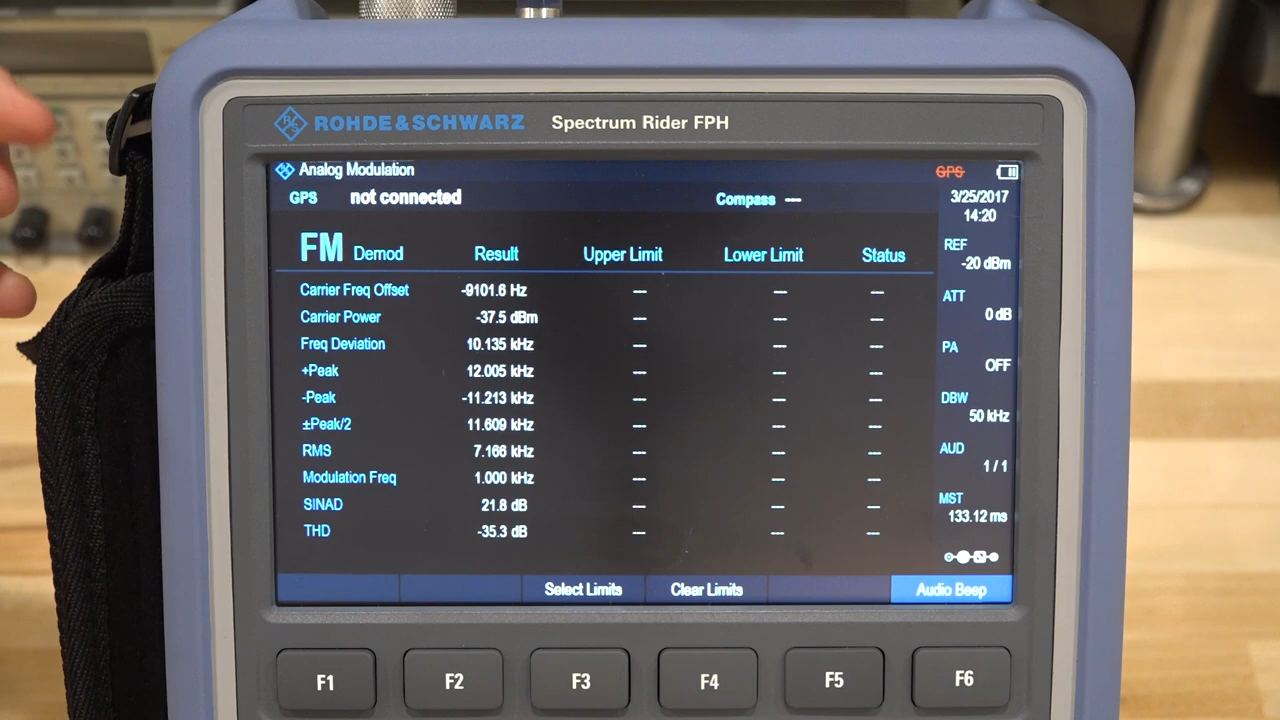 ROHDE & SCHWARZ Spectrum Rider FPH
Analog Modulation GPS
GPS not connected Compass ---
3/25/2017
14:20
FM Demod Result Upper Limit Lower Limit Status
Carrier Freq Offset -9101.6 Hz --- --- ---
Carrier Power -37.5 dBm --- --- ---
Freq Deviation 10.135 kHz --- --- ---
+Peak 12.005 kHz --- --- ---
-Peak -11.213 kHz --- --- ---
±Peak/2 11.609 kHz --- --- ---
RMS 7.166 kHz --- --- ---
Modulation Freq 1.000 kHz --- --- ---
SINAD 21.8 dB --- --- ---
THD -35.3 dB --- --- ---
REF
-20 dBm
ATT
0 dB
PA
OFF
DBW
50 kHz
AUD
1 / 1
MST
133.12 ms
Select Limits Clear Limits Audio Beep
F1 F2 F3 F4 F5 F6